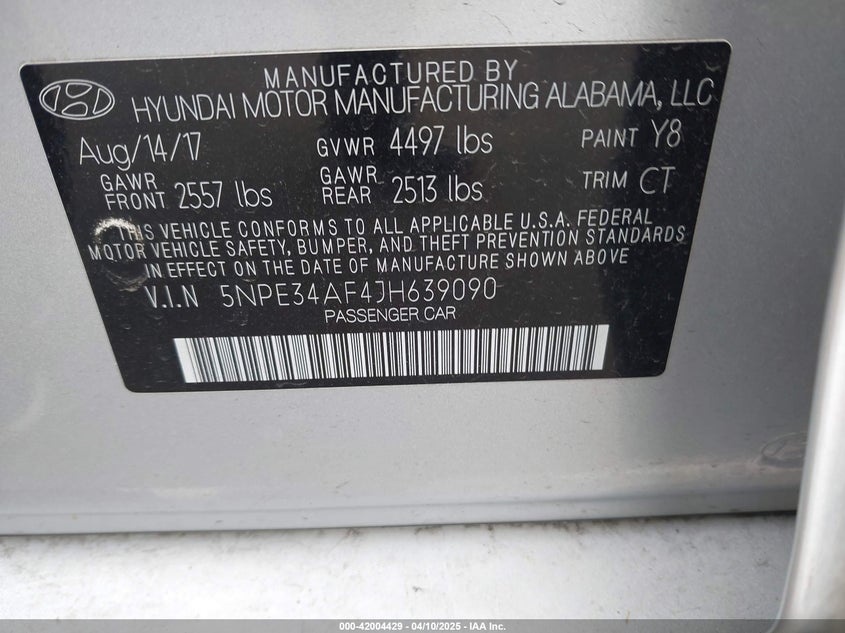 MANUFACTURED BY
HYUNDAI MOTOR MANUFACTURING ALABAMA, LLC
Aug/14/17 GVWR 4497 lbs PAINT Y8
GAWR FRONT 2557 lbs GAWR REAR 2513 lbs TRIM CT
THIS VEHICLE CONFORMS TO ALL APPLICABLE U.S.A. FEDERAL
MOTOR VEHICLE SAFETY, BUMPER, AND THEFT PREVENTION STANDARDS
IN EFFECT ON THE DATE OF MANUFACTURE SHOWN ABOVE
V.I.N 5NPE34AF4JH639090
PASSENGER CAR
000-42004429 - 04/10/2025 - IAA Inc.